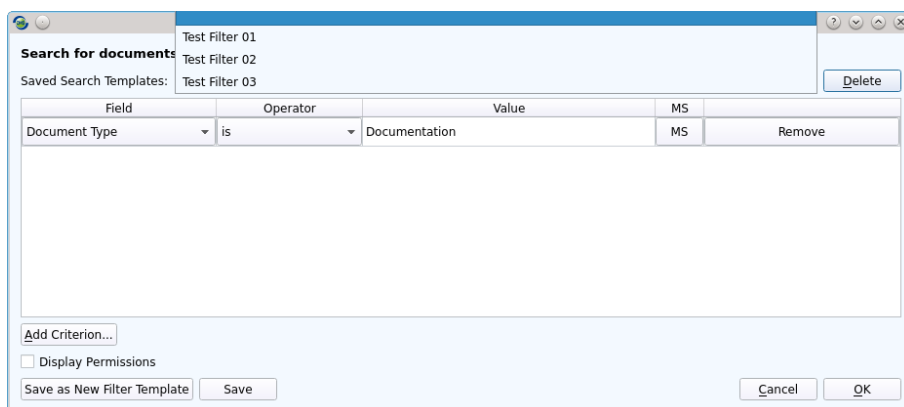 Test Filter 01
Search for documents
Test Filter 02
Saved Search Templates: Test Filter 03 Delete
Field Operator Value MS
Document Type is Documentation MS Remove
Add Criterion...
Display Permissions
Save as New Filter Template Save Cancel OK